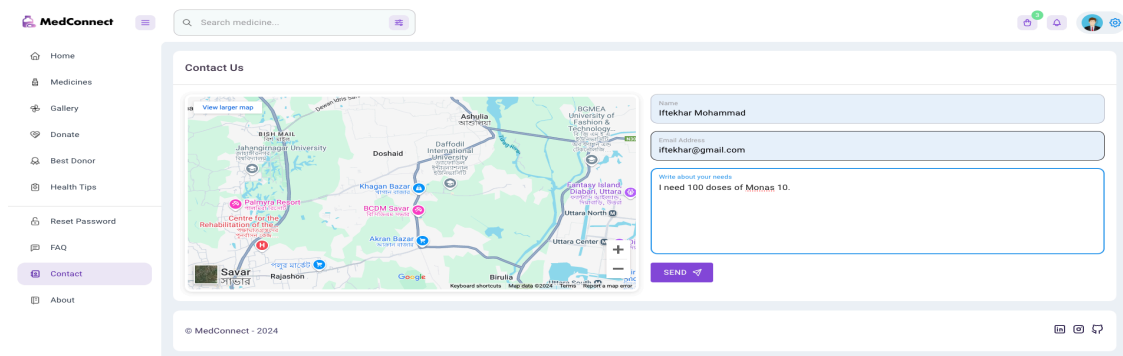 MedConnect
Search medicine...
3
Home
Medicines
Gallery
Donate
Best Donor
Health Tips
Reset Password
FAQ
Contact
About
Contact Us
View larger map
BISH MAIL
Jahangirnagar University
Ashulia
আশুলিয়া
Doshaid
Daffodil
International
University
BGMEA
University of
Fashion &
Technology...
Khagan Bazar
খাগান বাজার
Palmyra Resort
BCDM Savar
Centre for the
Rehabilitation of the...
Akran Bazar
Fantasy Island,
Diabari, Uttara
Uttara North
Uttara Center
Savar
সাভার
Rajashon
Birulia
Google
Keyboard shortcuts
Map data ©2024
Terms
Report a map error
Name
Iftekhar Mohammad
Email Address
iftekhar@gmail.com
Write about your needs
I need 100 doses of Monas 10.
SEND
© MedConnect - 2024